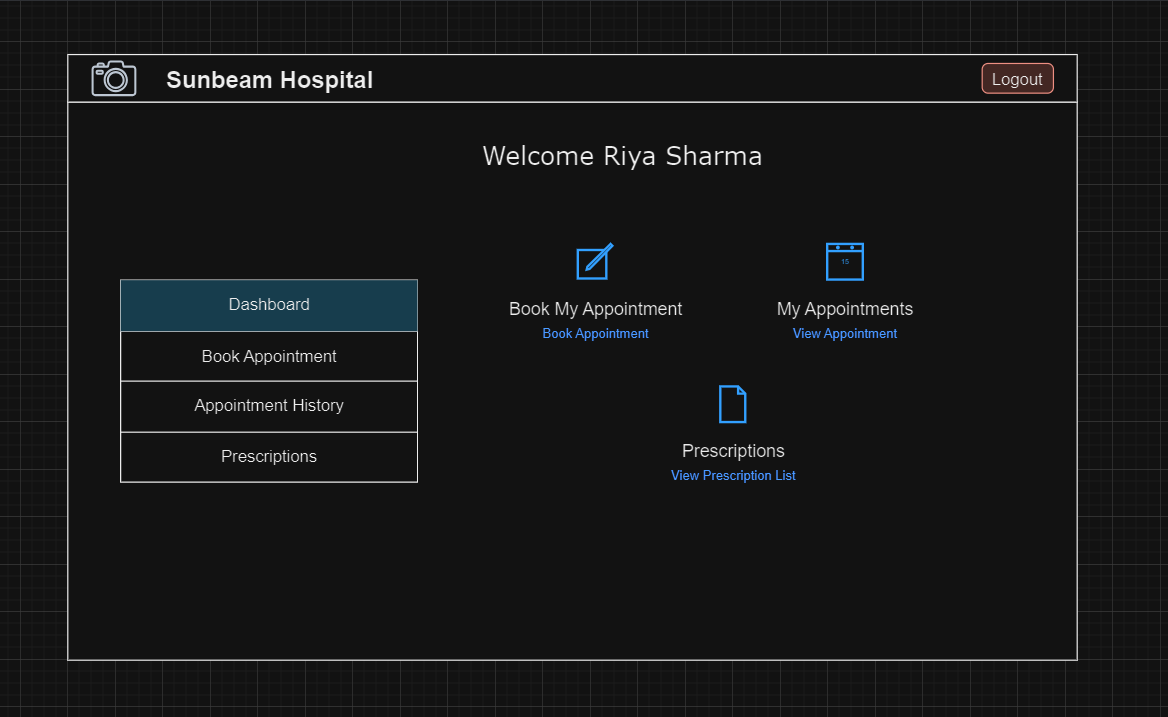 Sunbeam Hospital
Logout
Welcome Riya Sharma
Dashboard
Book Appointment
Appointment History
Prescriptions
15
Book My Appointment
Book Appointment
My Appointments
View Appointment
Prescriptions
View Prescription List